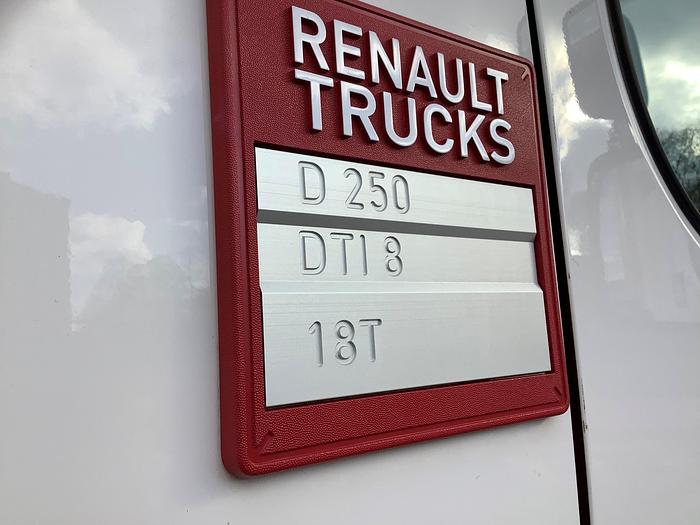 RENAULT
TRUCKS
D 250
DTI 8
18T